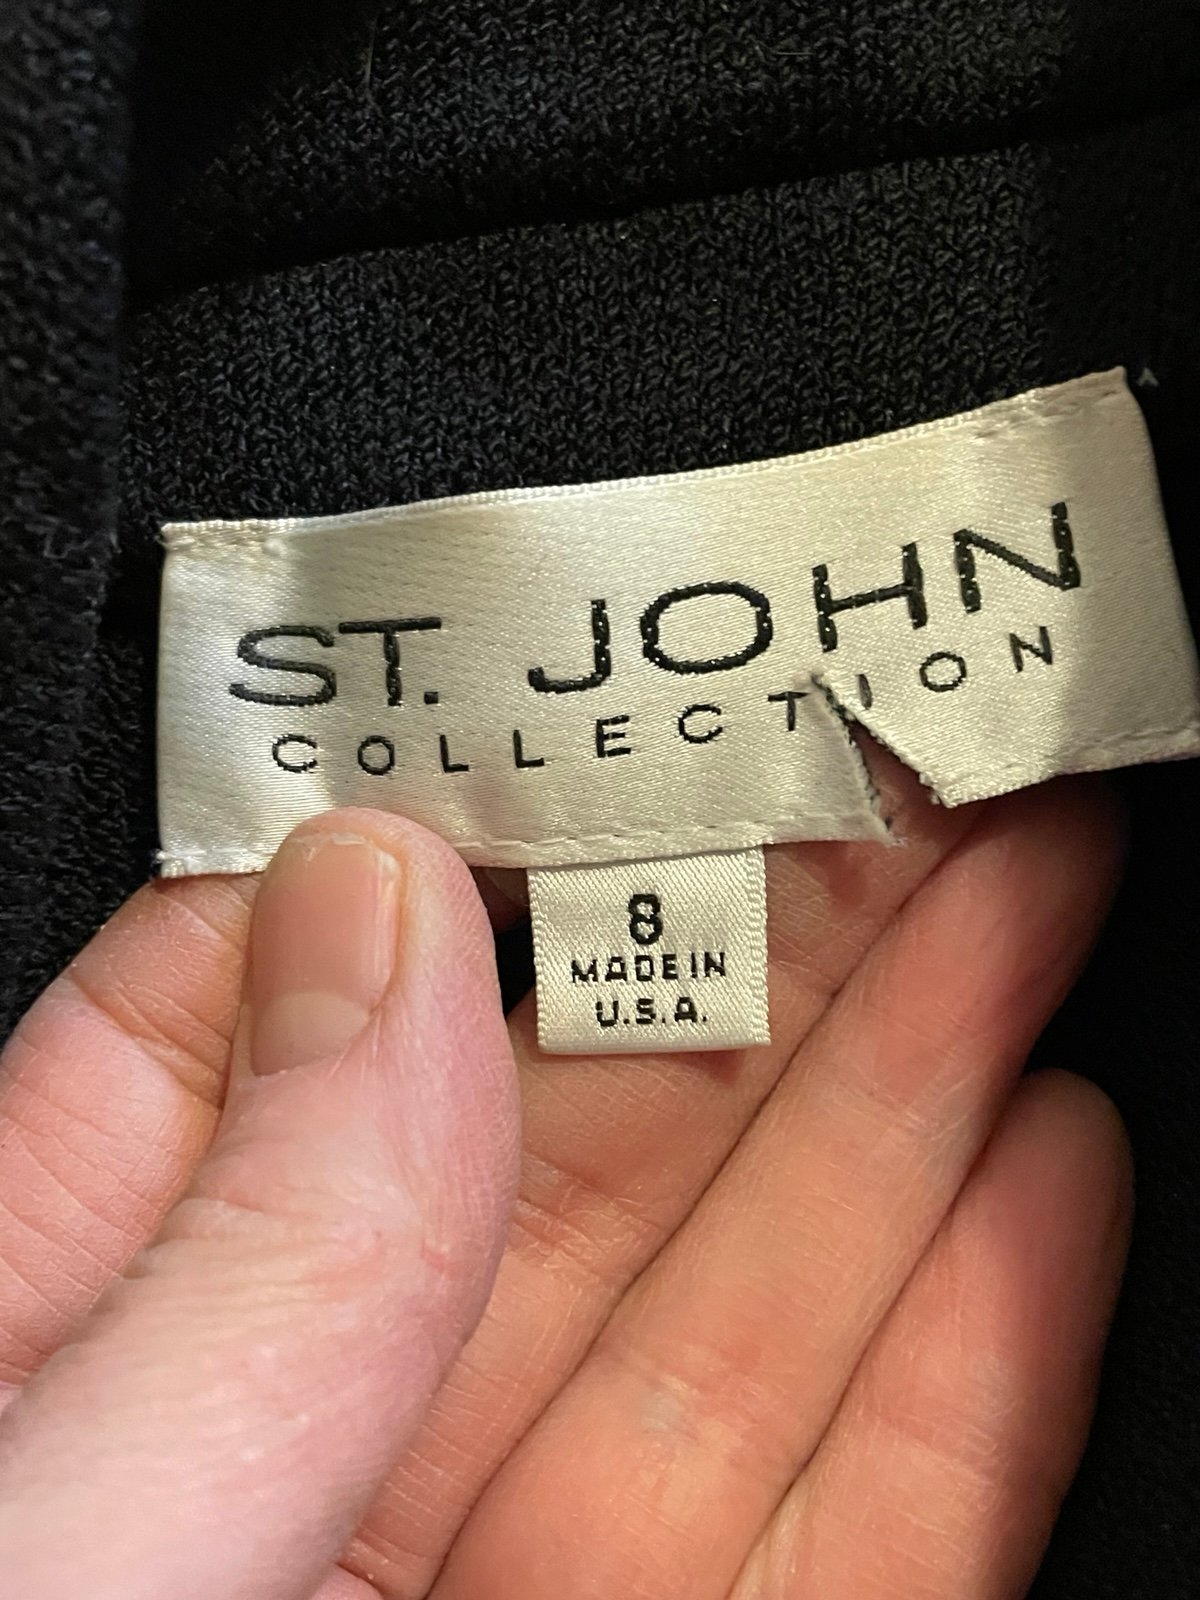 ST. JOHN
COLLECTION
8
MADE IN
U.S.A.